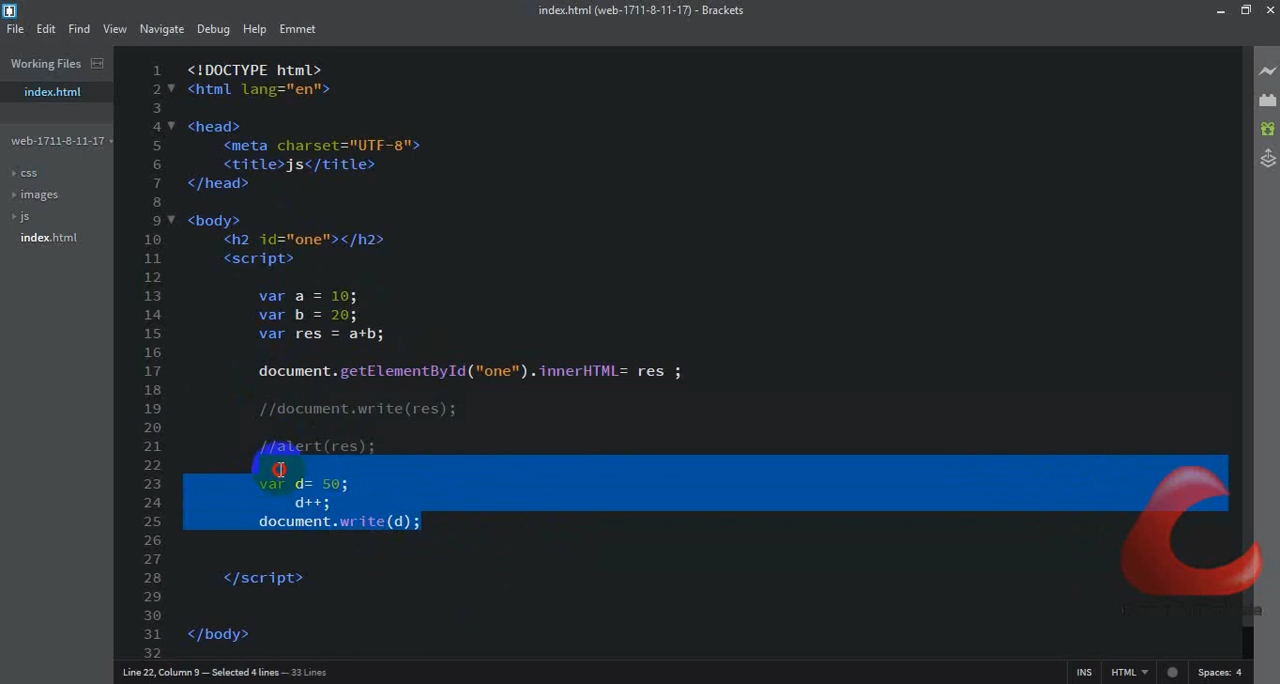 index.html (web-1711-8-11-17) - Brackets
File Edit Find View Navigate Debug Help Emmet
Working Files
index.html
web-1711-8-11-17
css
images
js
index.html
1 <!DOCTYPE html>
2 <html lang="en">
3
4 <head>
5 <meta charset="UTF-8">
6 <title>js</title>
7 </head>
8
9 <body>
10 <h2 id="one"></h2>
11 <script>
12
13 var a = 10;
14 var b = 20;
15 var res = a+b;
16
17 document.getElementById("one").innerHTML= res ;
18
19 //document.write(res);
20
21 //alert(res);
22
23 var d= 50;
24 d++;
25 document.write(d);
26
27
28 </script>
29
30
31 </body>
32
Line 22, Column 9 — Selected 4 lines — 33 Lines
INS HTML Spaces: 4